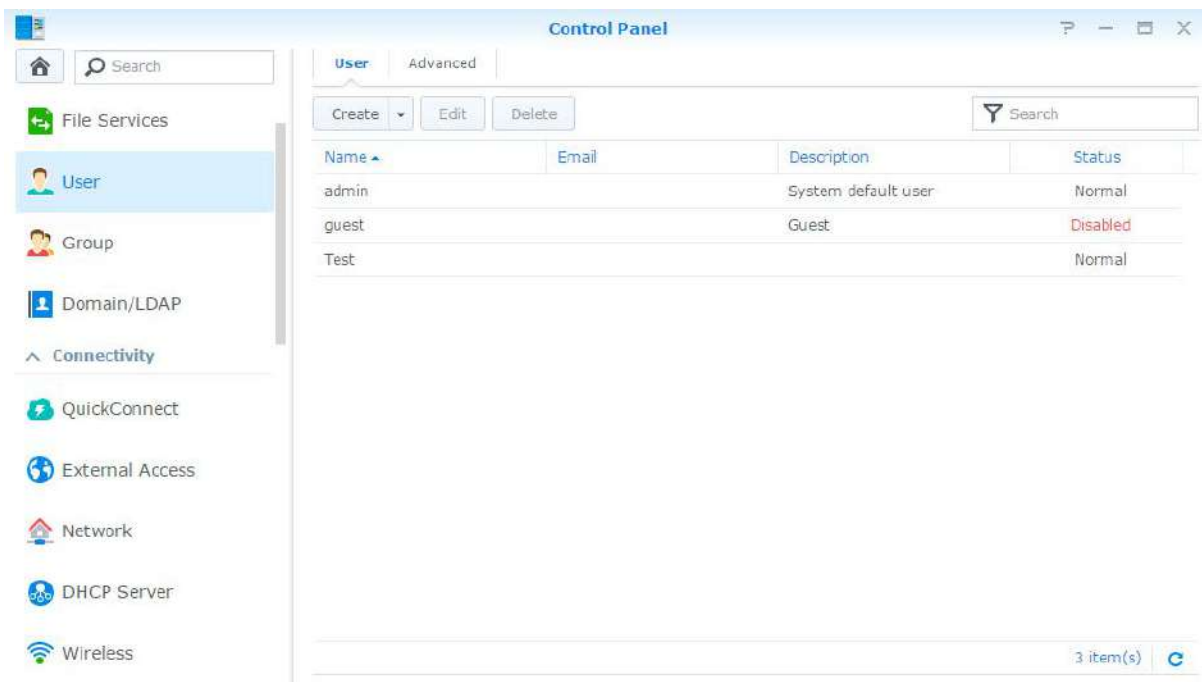 Control Panel
Search
File Services
User
Group
Domain/LDAP
Connectivity
QuickConnect
External Access
Network
DHCP Server
Wireless
User Advanced
Create Edit Delete Search
Name Email Description Status
admin System default user Normal
guest Guest Disabled
Test Normal
3 item(s)